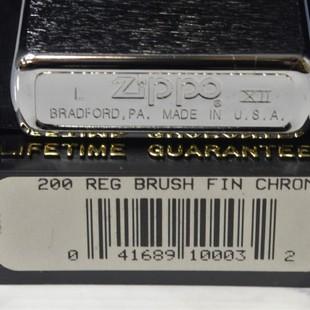 L Zippo XII
BRADFORD, PA. MADE IN U.S.A.
LIFETIME GUARANTEE
200 REG BRUSH FIN CHROM
0 41689 10003 2